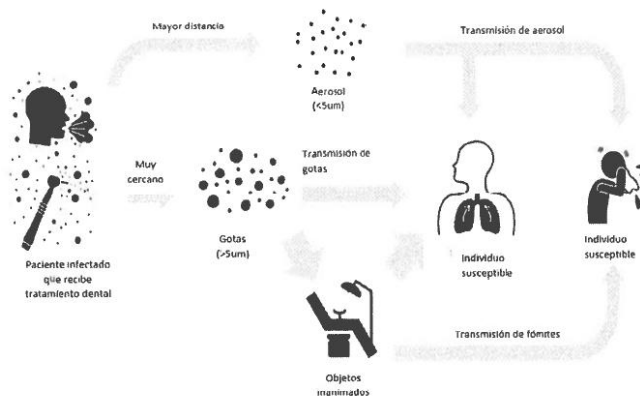 Mayor distancia
Transmisión de aerosol
Aerosol
(<5um)
Muy
cercano
Transmisión de
gotas
Gotas
(>5um)
Paciente infectado
que recibe
tratamiento dental
Individuo
susceptible
Individuo
susceptible
Transmisión de fómites
Objetos
inanimados